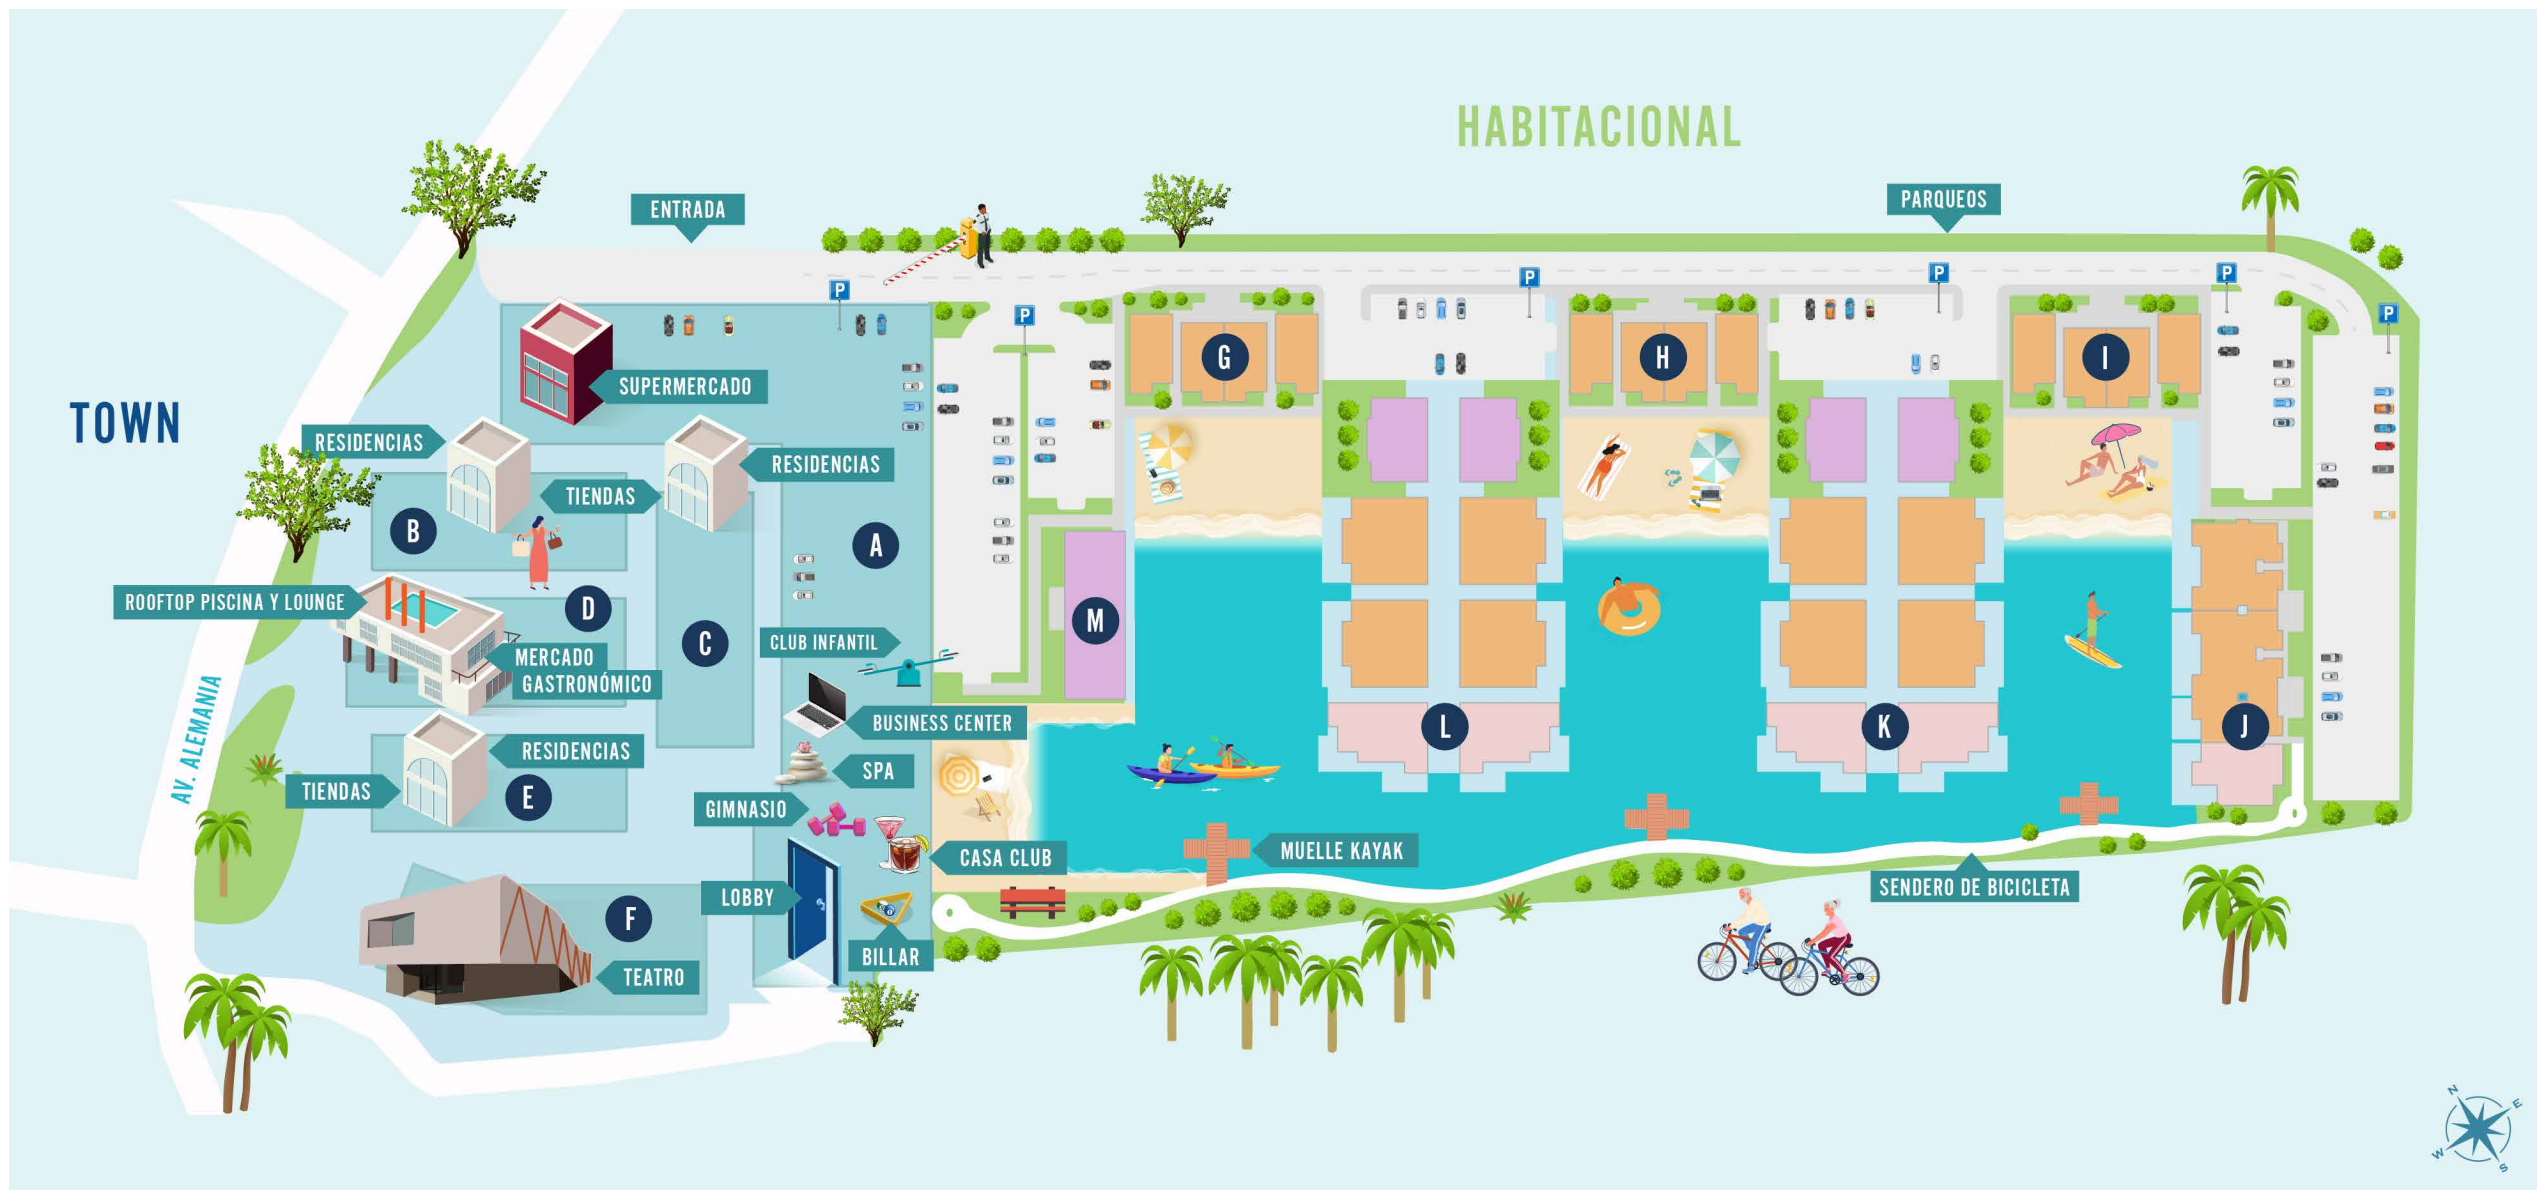 HABITACIONAL
ENTRADA
PARQUEOS
P
P
P
P
P
P
SUPERMERCADO
G
H
I
TOWN
RESIDENCIAS
RESIDENCIAS
TIENDAS
B
A
ROOFTOP PISCINA Y LOUNGE
D
C
M
CLUB INFANTIL
MERCADO
GASTRONÓMICO
AV. ALEMANIA
BUSINESS CENTER
L
K
J
RESIDENCIAS
SPA
TIENDAS
E
GIMNASIO
CASA CLUB
MUELLE KAYAK
SENDERO DE BICICLETA
LOBBY
F
BILLAR
TEATRO
N
E
W
S